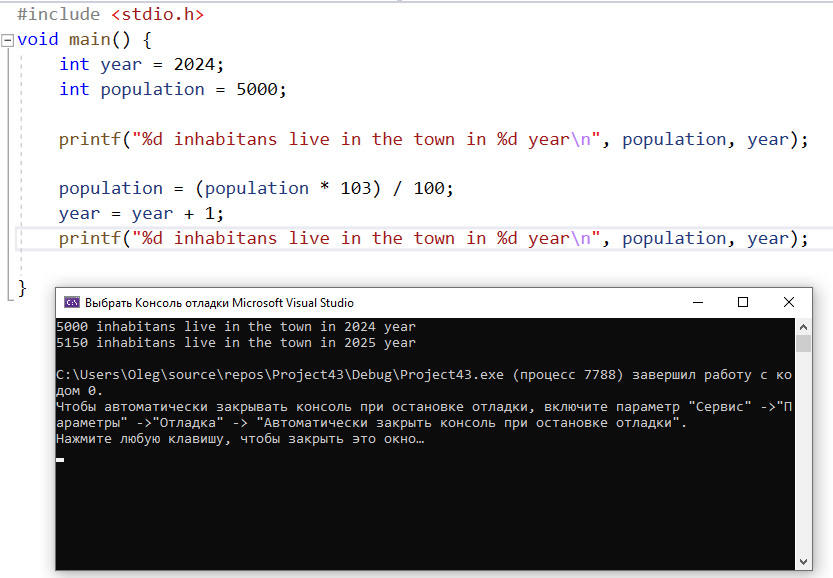 #include <stdio.h>
void main() {
int year = 2024;
int population = 5000;
printf("%d inhabitans live in the town in %d year\n", population, year);
population = (population * 103) / 100;
year = year + 1;
printf("%d inhabitans live in the town in %d year\n", population, year);
}
C:\ Выбрать Консоль отладки Microsoft Visual Studio
5000 inhabitans live in the town in 2024 year
5150 inhabitans live in the town in 2025 year
C:\Users\Oleg\source\repos\Project43\Debug\Project43.exe (процесс 7788) завершил работу с ко
дом 0.
Чтобы автоматически закрывать консоль при остановке отладки, включите параметр "Сервис" ->"П
араметры" ->"Отладка" -> "Автоматически закрыть консоль при остановке отладки".
Нажмите любую клавишу, чтобы закрыть это окно…